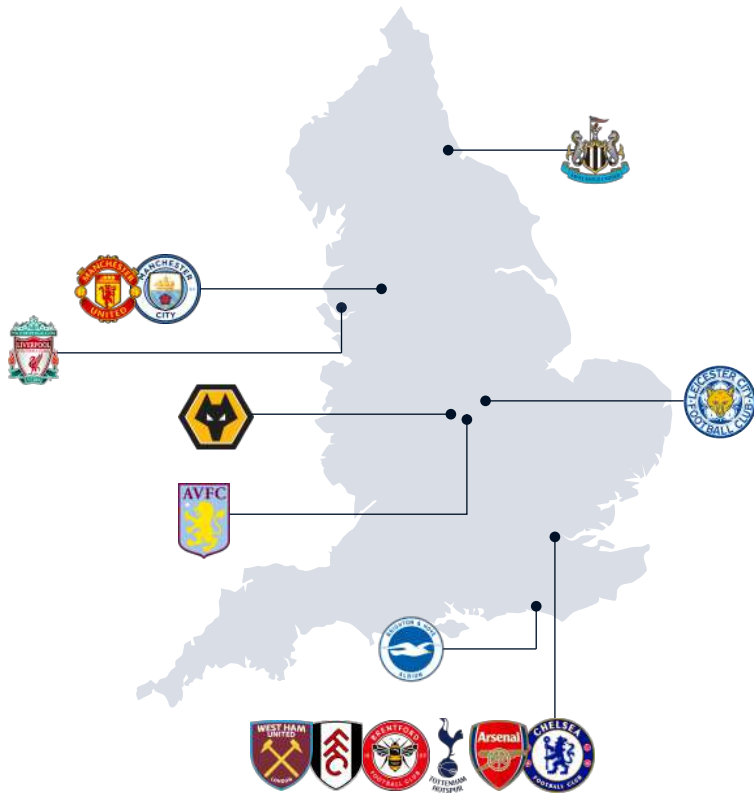 MANCHESTER
UNITED
MANCHESTER
CITY
LIVERPOOL
LEICESTER CITY
FOOTBALL CLUB
AVFC
BRIGHTON & HOVE
ALBION
WEST HAM
UNITED
LONDON
FFC
BRENTFORD
FOOTBALL CLUB
TOTTENHAM
HOTSPUR
Arsenal
CHELSEA
FOOTBALL CLUB